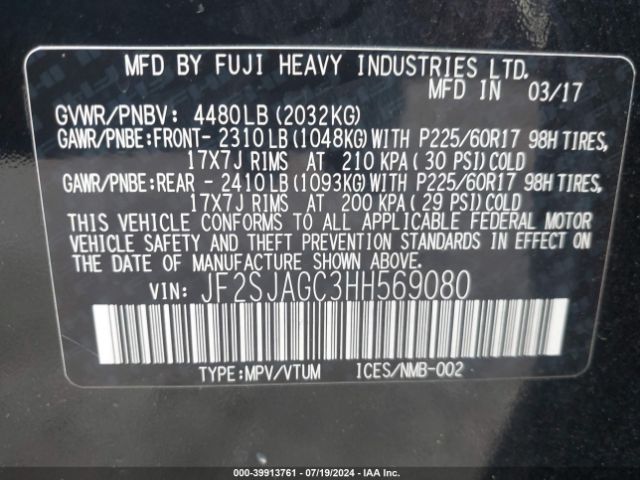 MFD BY FUJI HEAVY INDUSTRIES LTD.
MFD IN 03/17
GVWR/PNBV: 4480LB(2032KG)
GAWR/PNBE:FRONT- 2310LB(1048KG)WITH P225/60R17 98H TIRES,
17X7J RIMS AT 210 KPA( 30 PSI)COLD
GAWR/PNBE:REAR - 2410LB(1093KG)WITH P225/60R17 98H TIRES,
17X7J RIMS AT 200 KPA( 29 PSI)COLD
THIS VEHICLE CONFORMS TO ALL APPLICABLE FEDERAL MOTOR
VEHICLE SAFETY AND THEFT PREVENTION STANDARDS IN EFFECT ON
THE DATE OF MANUFACTURE SHOWN ABOVE.
VIN: JF2SJAGC3HH569080
TYPE:MPV/VTUM ICES/NMB-002
000-39913761 - 07/19/2024 - IAAI.com